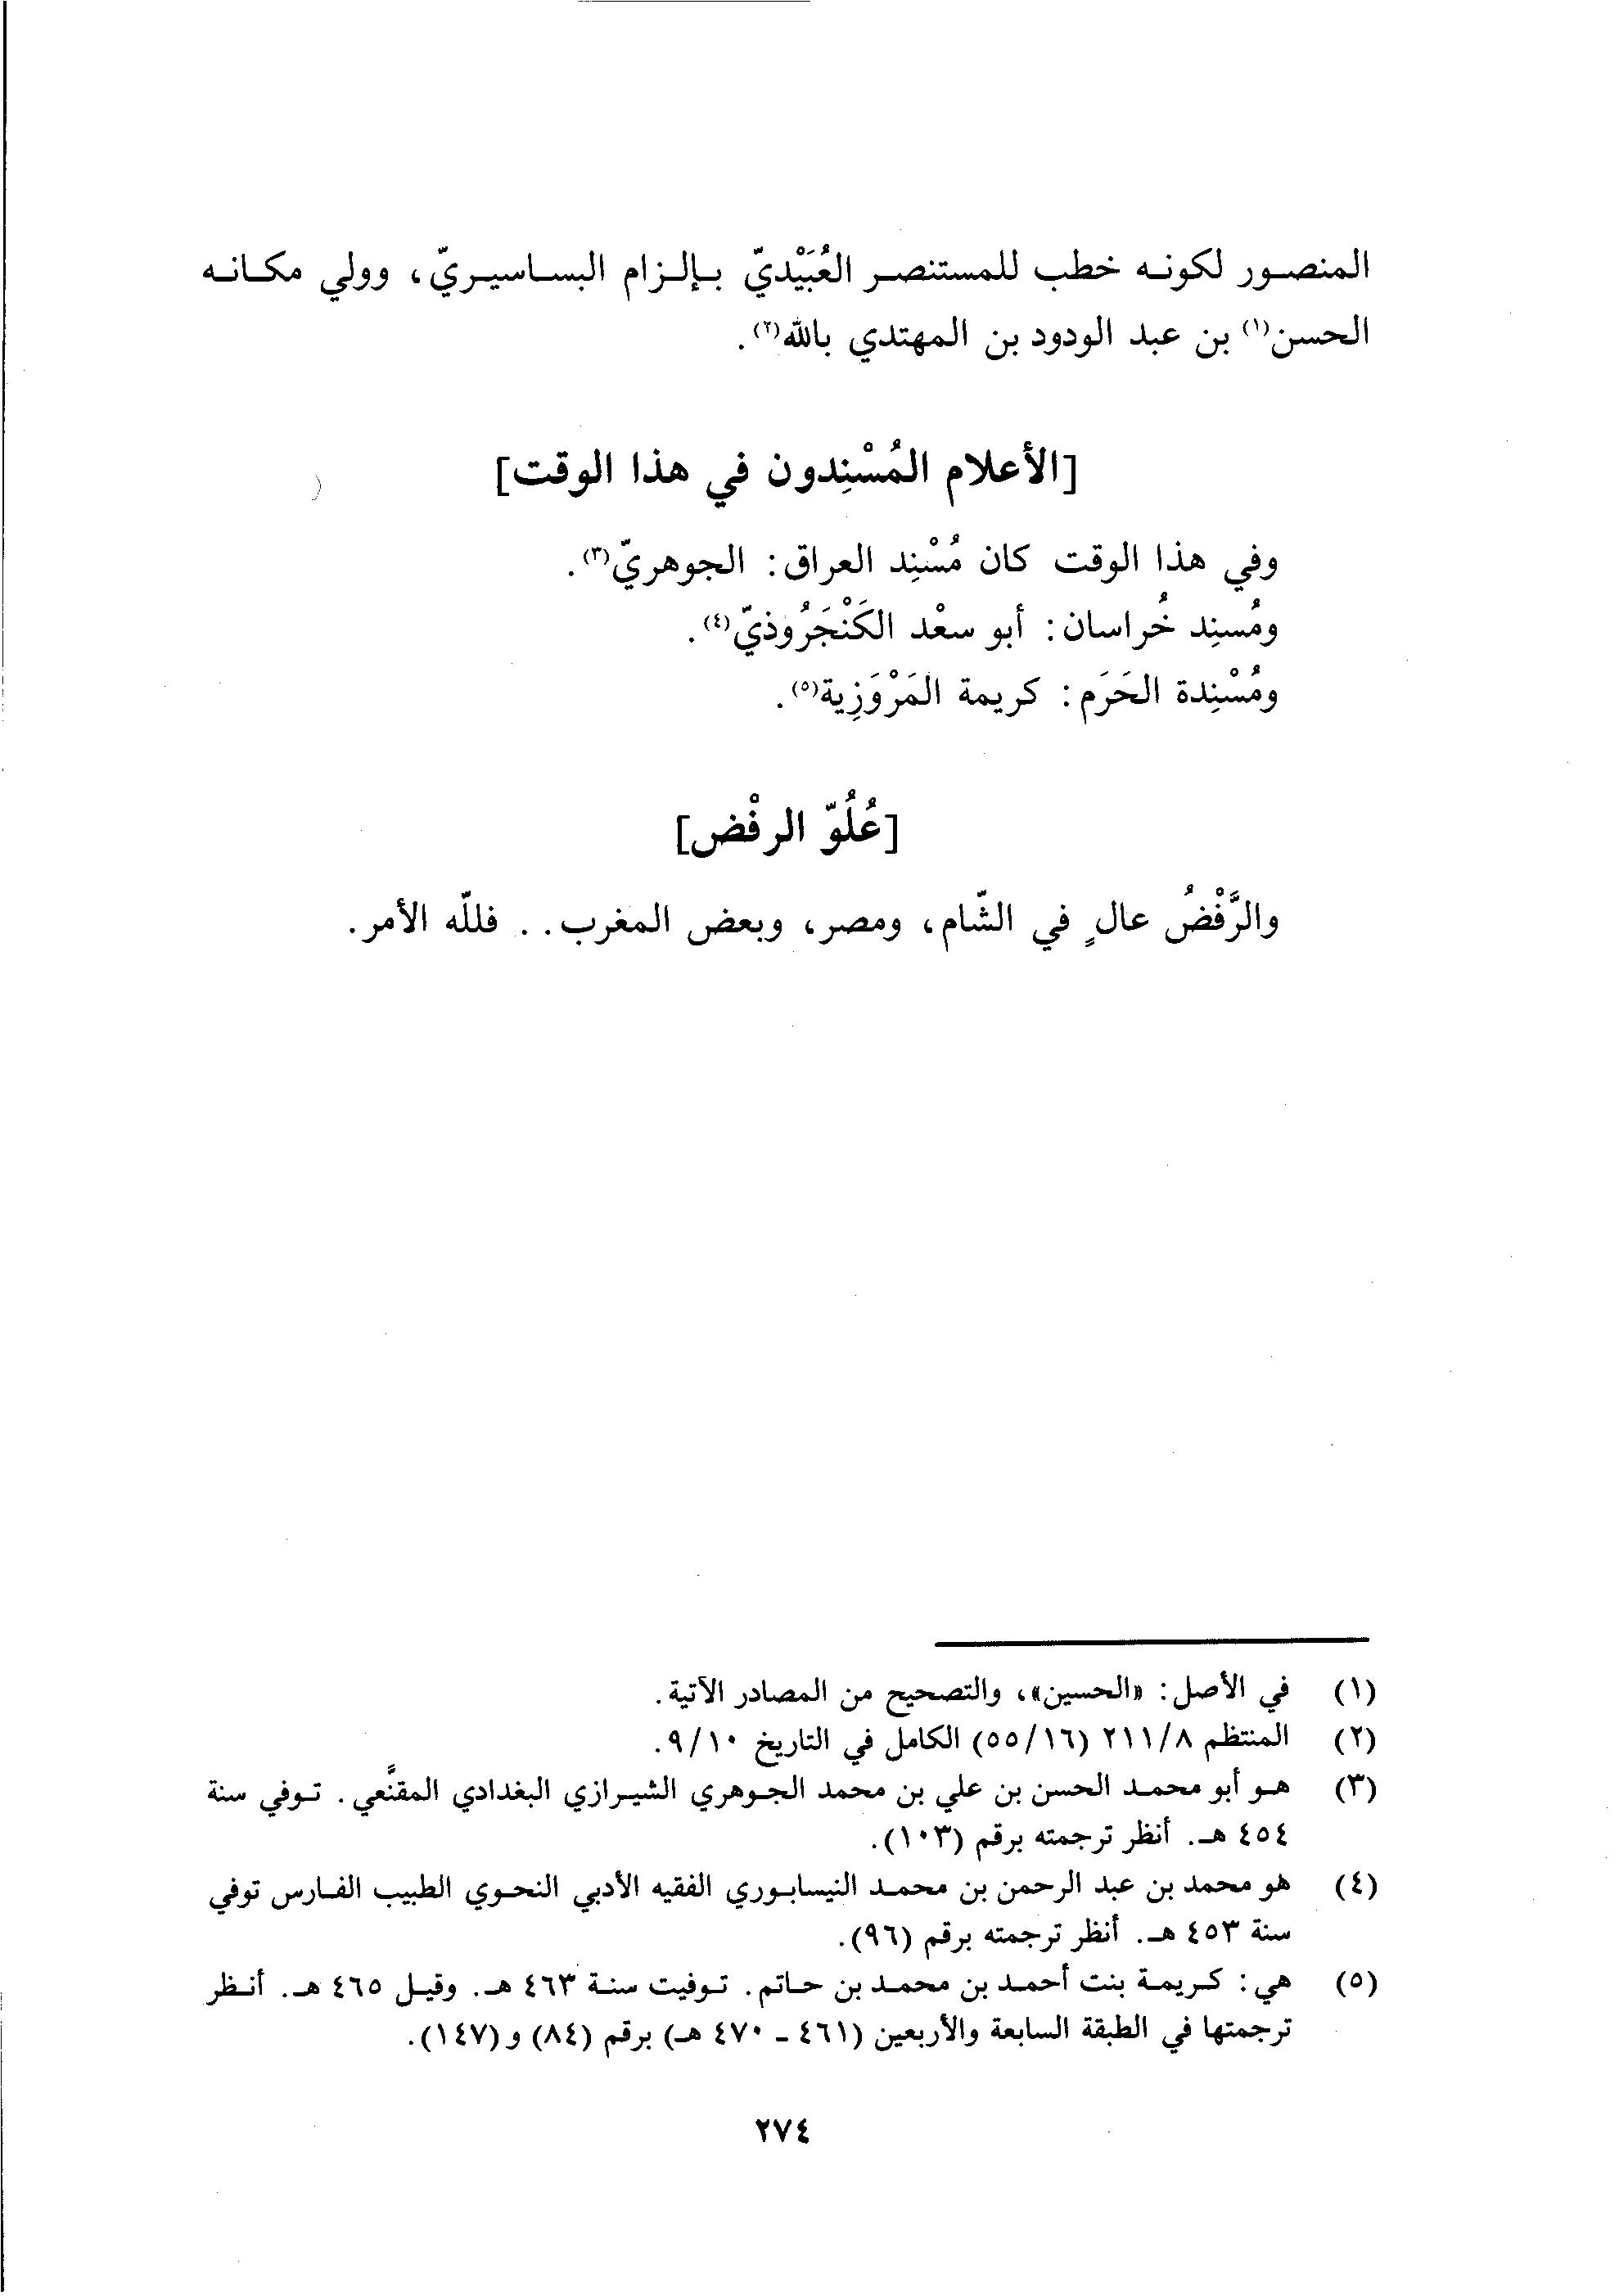 المنصور لكونه خطب للمستنصر العُبَيْديّ بإلزام البساسيريّ، وولي مكانه
الحسن(١) بن عبد الودود بن المهتدي بالله(٢).
[الأعلام المُسْنِدون في هذا الوقت]
وفي هذا الوقت كان مُسْنِد العراق: الجوهريّ(٣).
ومُسنِد خُراسان: أبو سعْد الكَنْجَرُوذيّ(٤).
ومُسْنِدة الحَرَم: كريمة المَرْوَزِية(٥).
[عُلُوّ الرفْض]
والرَّفْضُ عالٍ في الشّام، ومصر، وبعض المغرب.. فللّه الأمر.
(١) في الأصل: «الحسين»، والتصحيح من المصادر الآتية.
(٢) المنتظم ٢١١/٨ (٥٥/١٦) الكامل في التاريخ ٩/١٠.
(٣) هو أبو محمد الحسن بن علي بن محمد الجوهري الشيرازي البغدادي المقنَّعي. توفي سنة
٤٥٤ هـ. أنظر ترجمته برقم (١٠٣).
(٤) هو محمد بن عبد الرحمن بن محمد النيسابوري الفقيه الأدبي النحوي الطبيب الفارس توفي
سنة ٤٥٣ هـ. أنظر ترجمته برقم (٩٦).
(٥) هي: كريمة بنت أحمد بن محمد بن حاتم. توفيت سنة ٤٦٣ هـ. وقيل ٤٦٥ هـ. أنظر
ترجمتها في الطبقة السابعة والأربعين (٤٦١ - ٤٧٠ هـ) برقم (٨٤) و(١٤٧).
٢٧٤